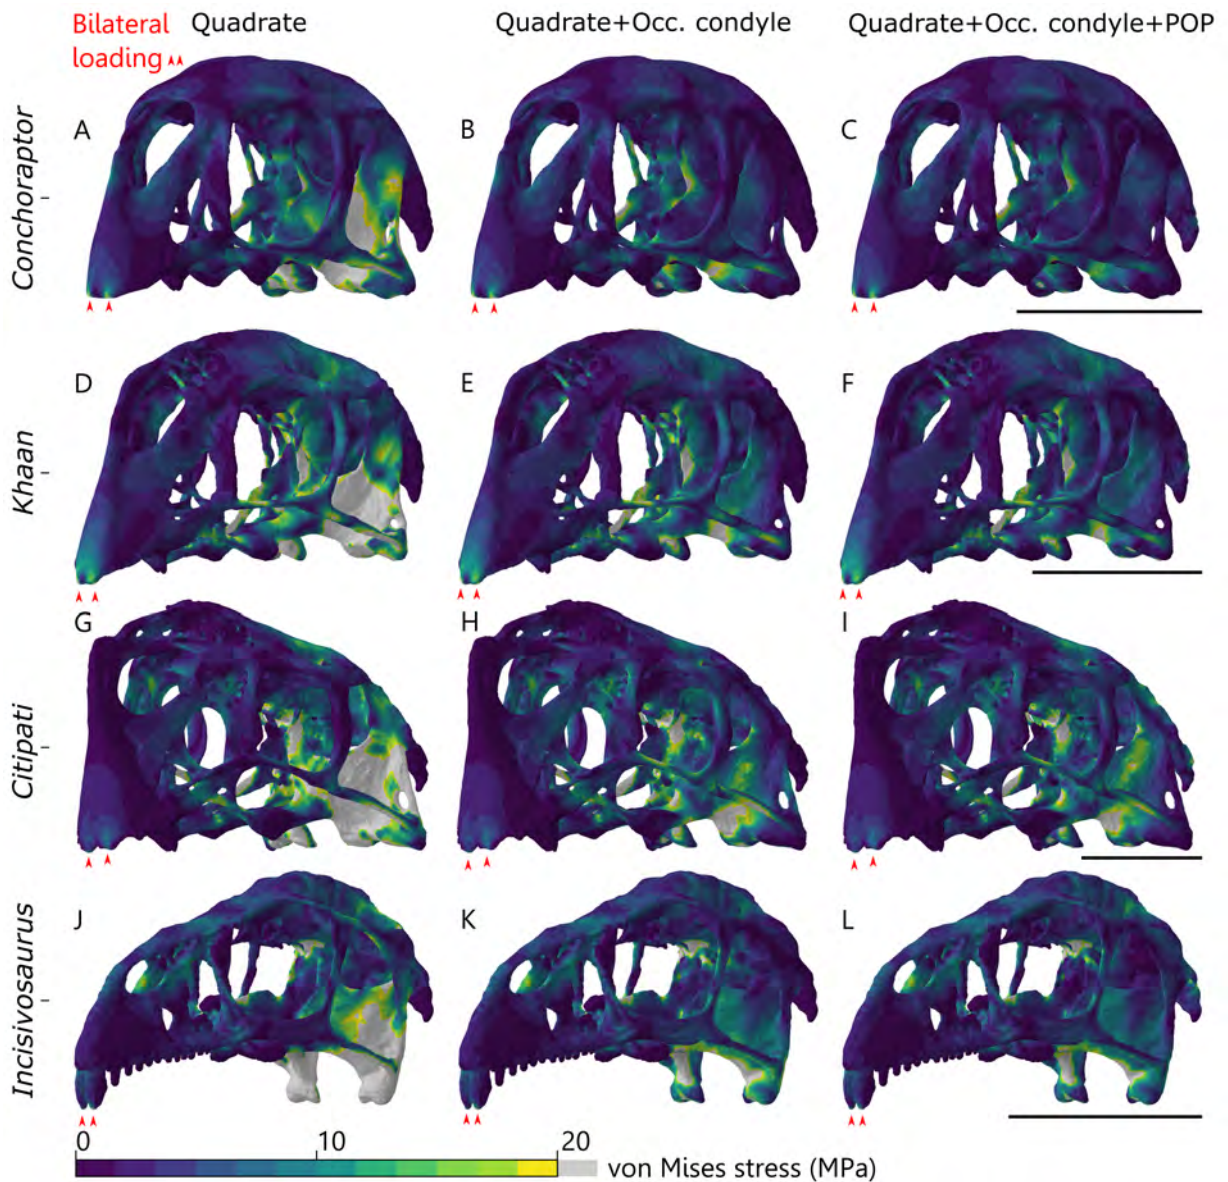 Bilateral
loading
Quadrate
Quadrate+Occ. condyle
Quadrate+Occ. condyle+POP
Conchoraptor
A
B
C
Khaan
D
E
F
Citipati
G
H
I
Incisivosaurus
J
K
L
0
10
20
von Mises stress (MPa)